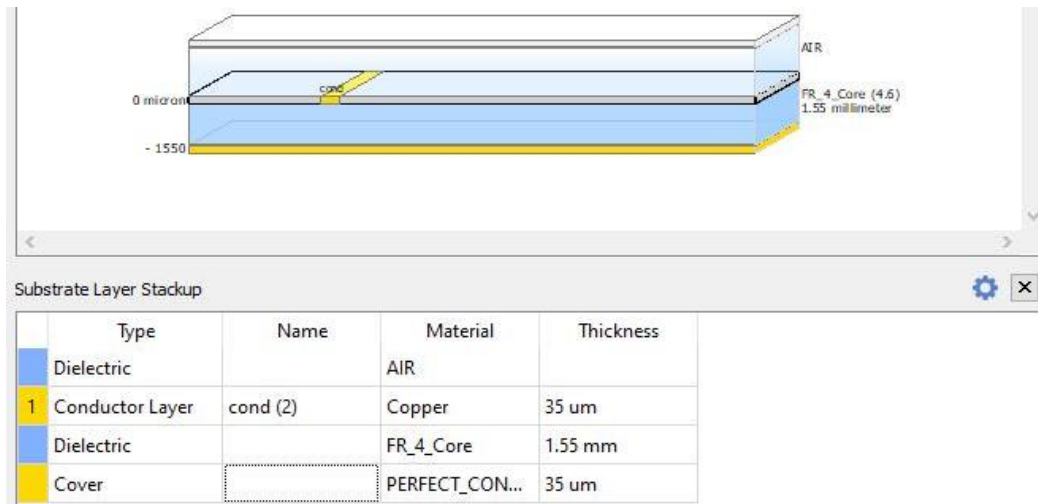 AIR
cond
0 micron
FR_4_Core (4.6)
1.55 millimeter
- 1550
Substrate Layer Stackup
Type Name Material Thickness
Dielectric AIR
1 Conductor Layer cond (2) Copper 35 um
Dielectric FR_4_Core 1.55 mm
Cover PERFECT_CON... 35 um